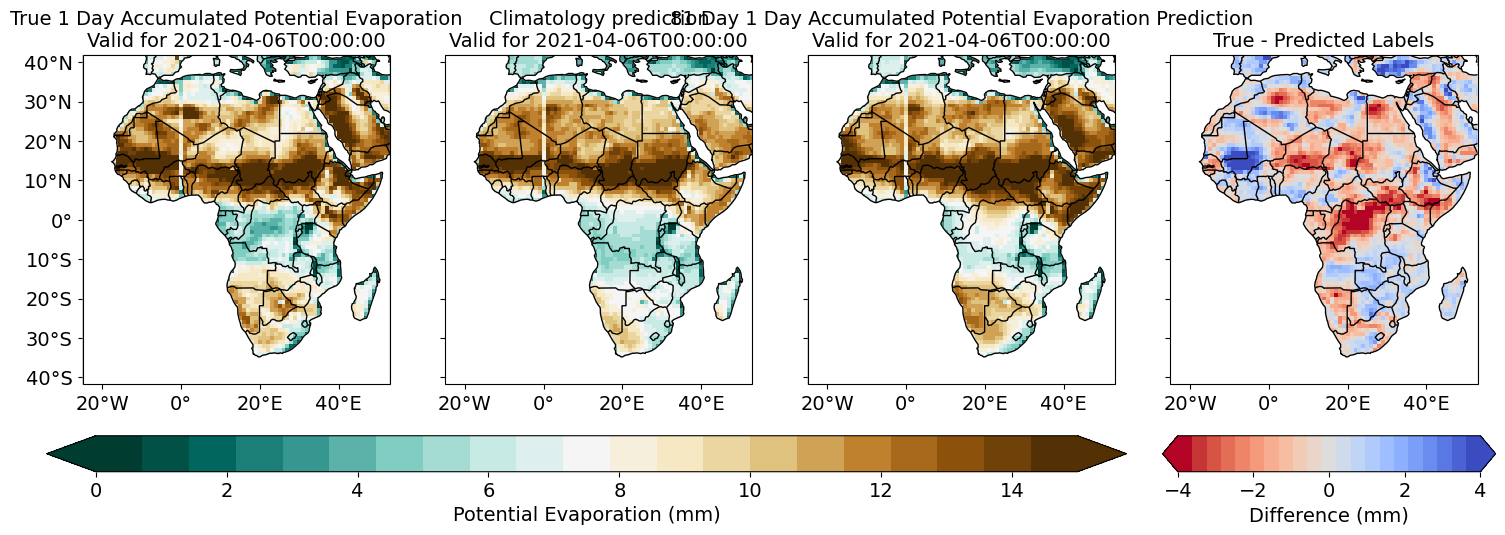 True 1 Day Accumulated Potential Evaporation
Valid for 2021-04-06T00:00:00
Climatology prediction
Valid for 2021-04-06T00:00:00
81 Day 1 Day Accumulated Potential Evaporation Prediction
Valid for 2021-04-06T00:00:00
True - Predicted Labels
40°N
30°N
20°N
10°N
0°
10°S
20°S
30°S
40°S
20°W 0° 20°E 40°E
20°W 0° 20°E 40°E
20°W 0° 20°E 40°E
20°W 0° 20°E 40°E
0 2 4 6 8 10 12 14
Potential Evaporation (mm)
−4 −2 0 2 4
Difference (mm)